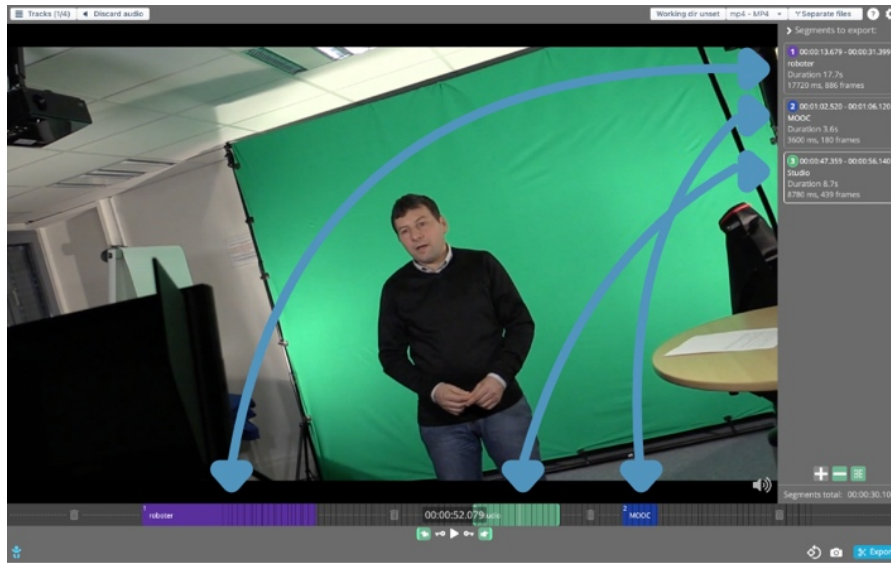 Tracks (1/4) Discard audio Working dir unset mp4 - MP4 Separate files ?
Segments to export:
1 00:00:13.679 - 00:00:31.399
roboter
Duration 17.7s
17720 ms, 886 frames
2 00:01:02.520 - 00:01:06.120
MOOC
Duration 3.6s
3600 ms, 180 frames
3 00:00:47.359 - 00:00:56.140
Studio
Duration 8.7s
8780 ms, 439 frames
Segments total: 00:00:30.10
1 roboter 00:00:52.079 udio 2 MOOC
Export